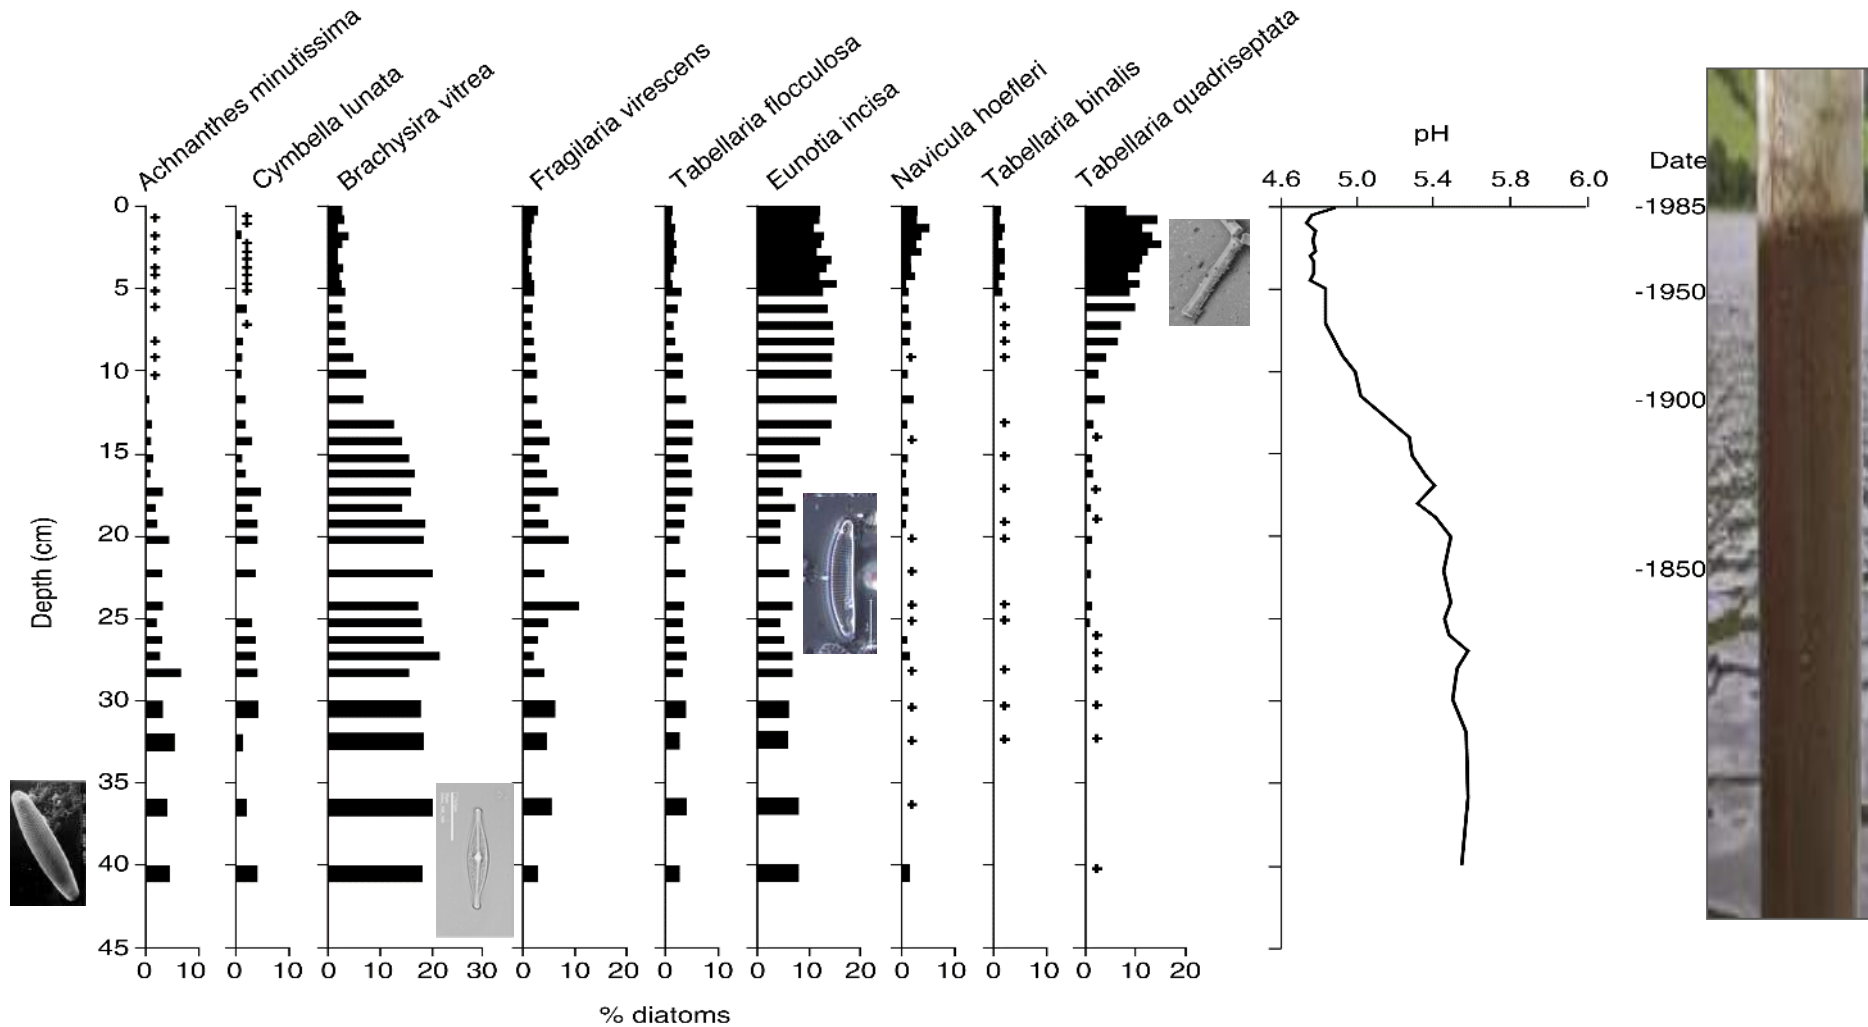 Achnanthes minutissima
Cymbella lunata
Brachysira vitrea
Fragilaria virescens
Tabellaria flocculosa
Eunotia incisa
Navicula hoefleri
Tabellaria binalis
Tabellaria quadriseptata
pH
4.6 5.0 5.4 5.8 6.0
Date
0
5
10
15
20
25
30
35
40
45
Depth (cm)
-1985
-1950
-1900
-1850
0 10 0 10 0 10 20 30 0 10 20 0 10 0 10 20 0 10 0 10 0 10 20
% diatoms